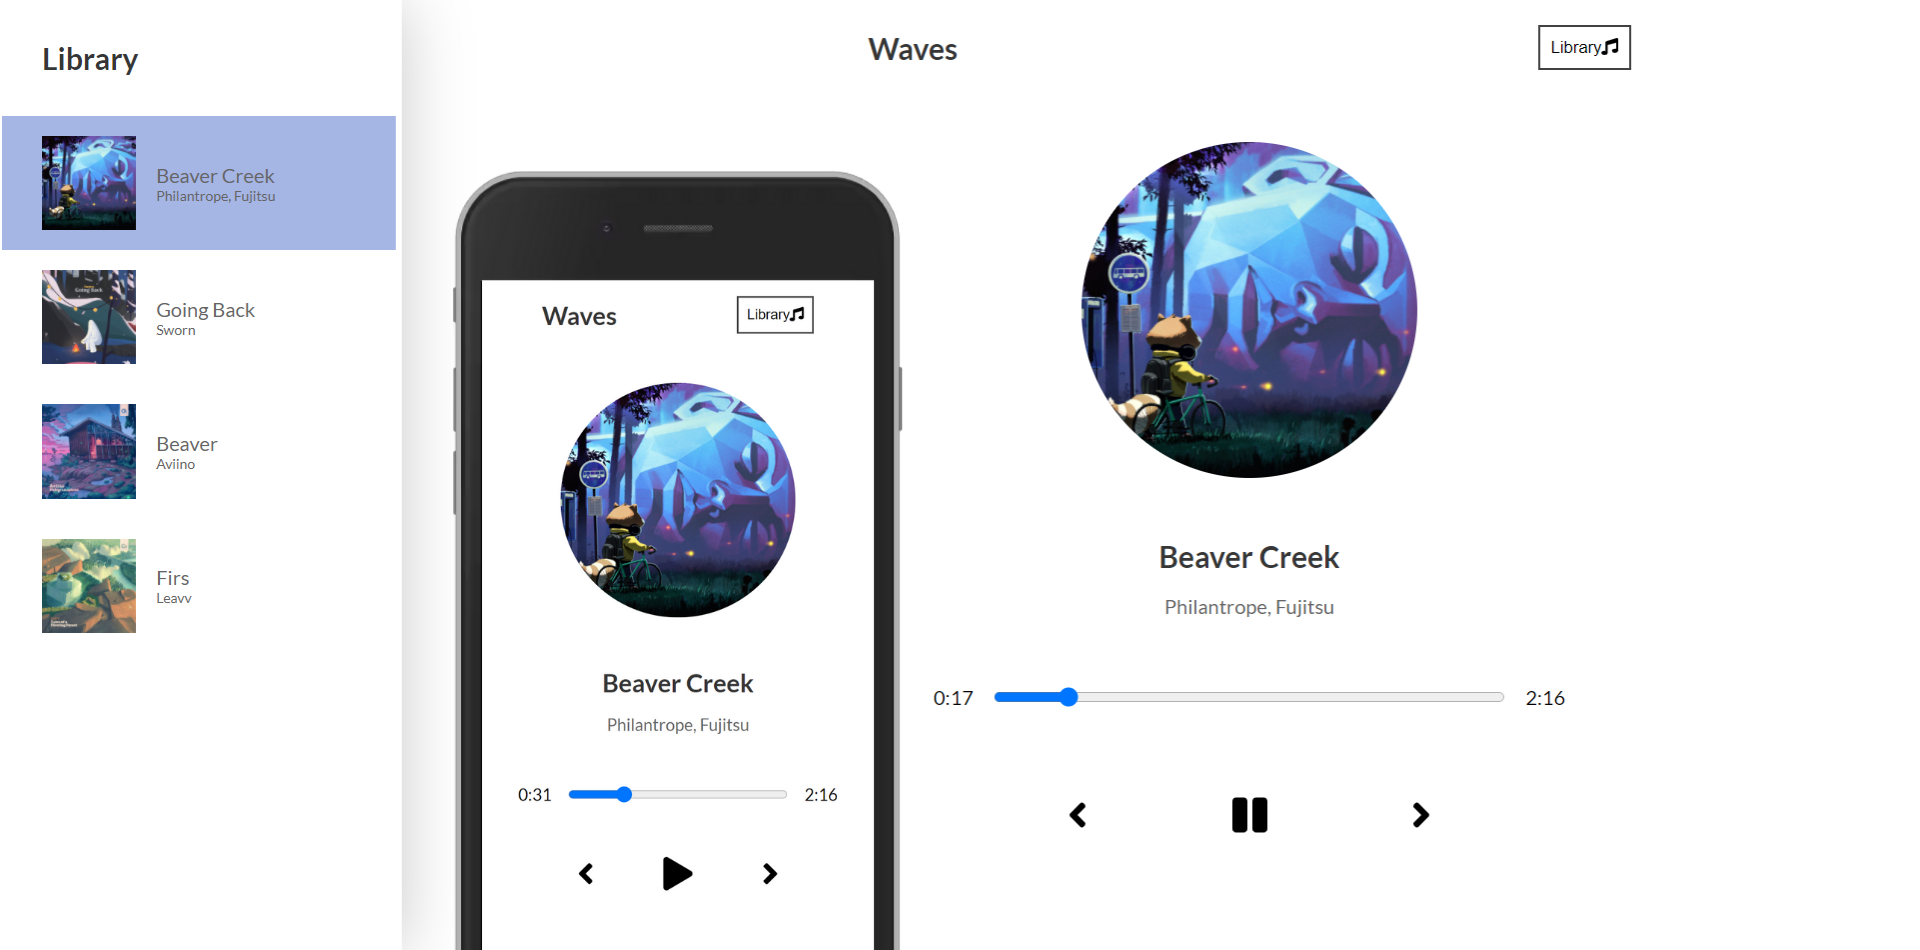 Library
Beaver Creek
Philantrope, Fujitsu
Going Back
Sworn
Beaver
Aviino
Firs
Leavv
Waves
Library
Beaver Creek
Philantrope, Fujitsu
0:31
2:16
Waves
Library
Beaver Creek
Philantrope, Fujitsu
0:17
2:16